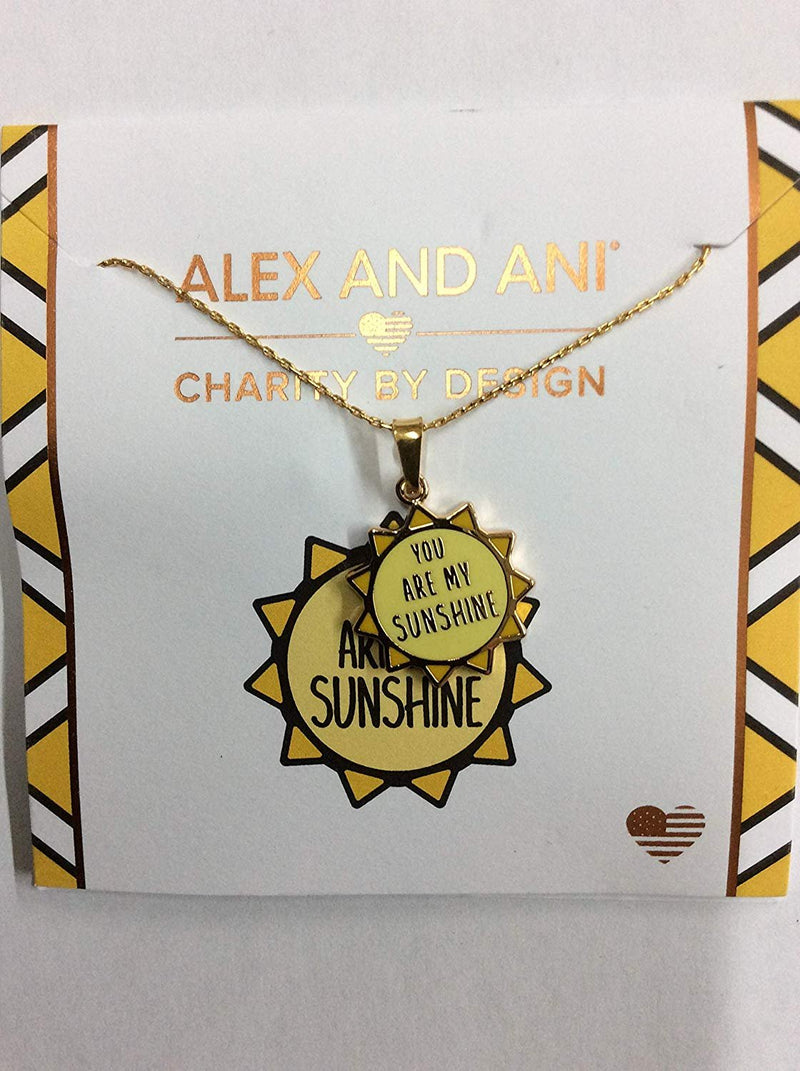 ALEX AND ANI
CHARITY BY DESIGN
YOU
ARE MY
SUNSHINE
SUNSHINE